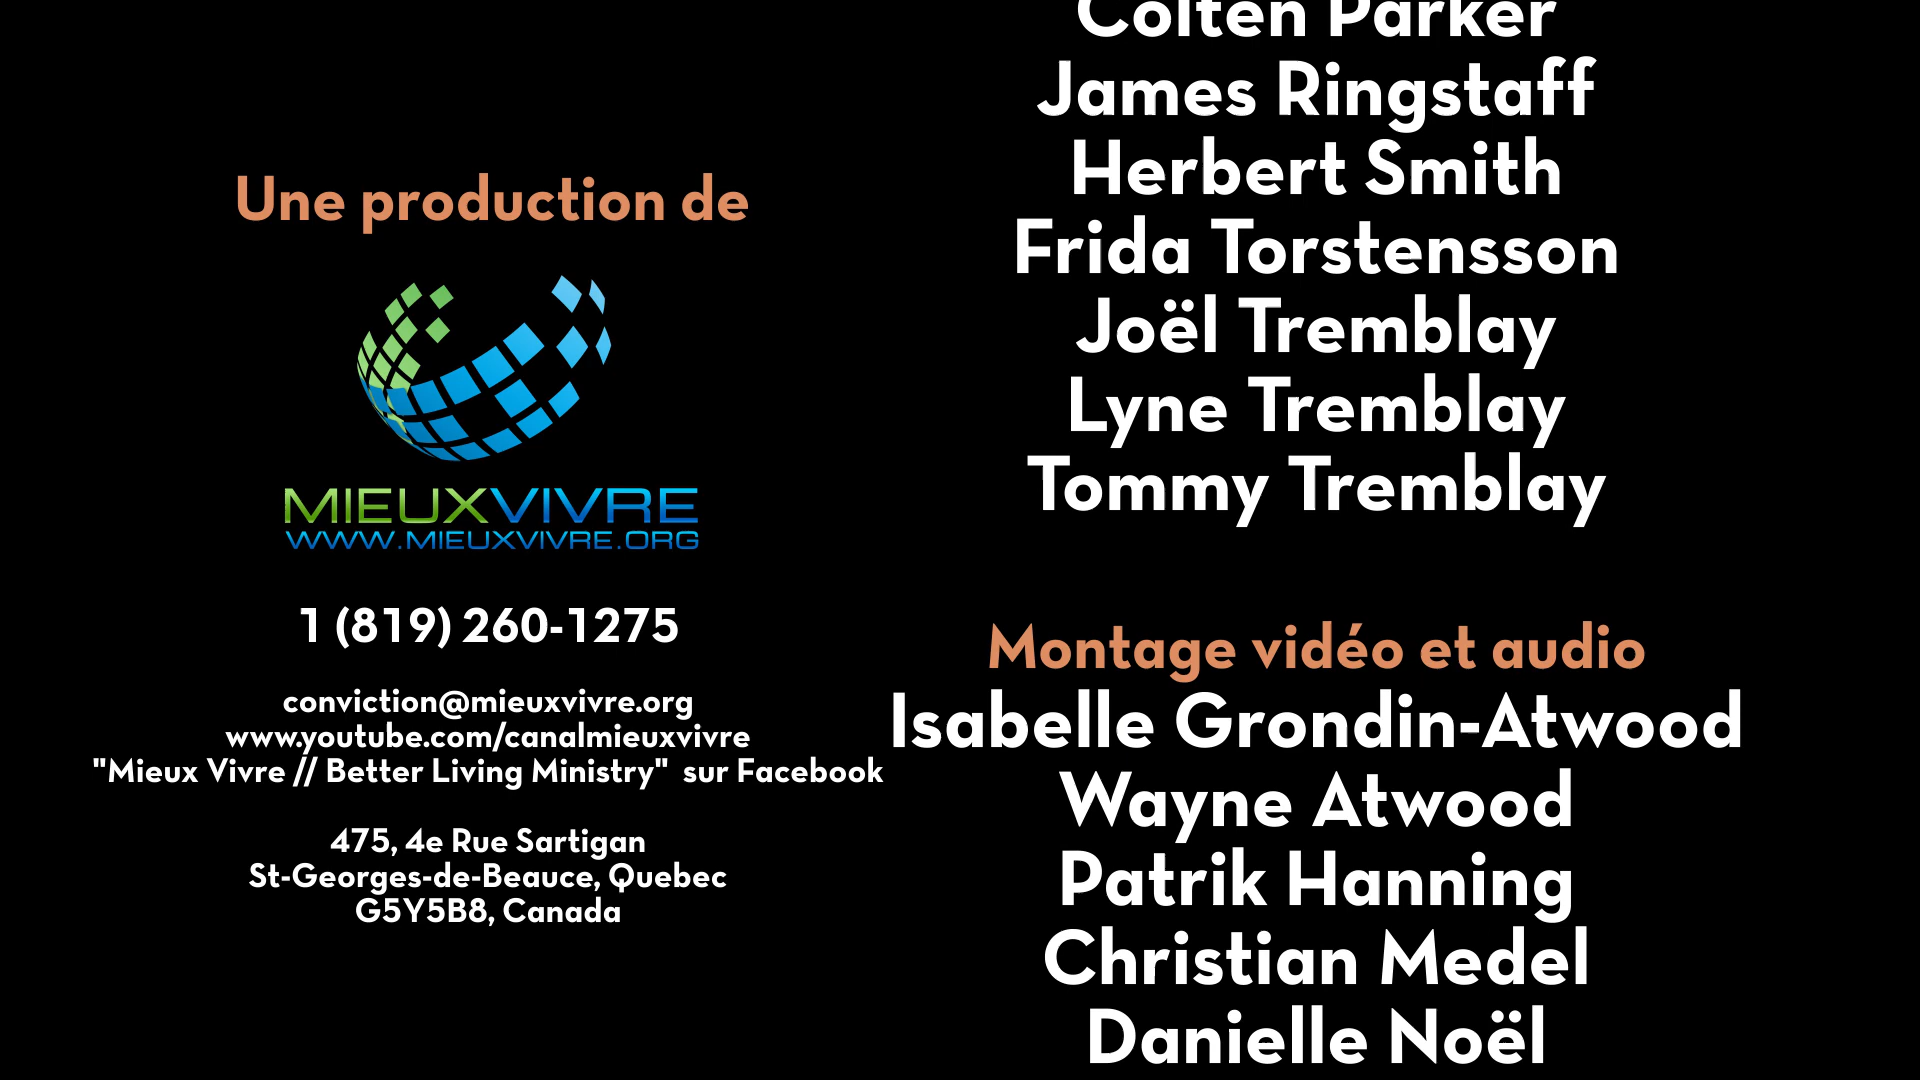 Une production de
MIEUXVIVRE
WWW.MIEUXVIVRE.ORG
1 (819) 260-1275
conviction@mieuxvivre.org
www.youtube.com/canalmieuxvivre
"Mieux Vivre // Better Living Ministry" sur Facebook
475, 4e Rue Sartigan
St-Georges-de-Beauce, Quebec
G5Y5B8, Canada
Colten Parker
James Ringstaff
Herbert Smith
Frida Torstensson
Joël Tremblay
Lyne Tremblay
Tommy Tremblay
Montage vidéo et audio
Isabelle Grondin-Atwood
Wayne Atwood
Patrik Hanning
Christian Medel
Danielle Noël